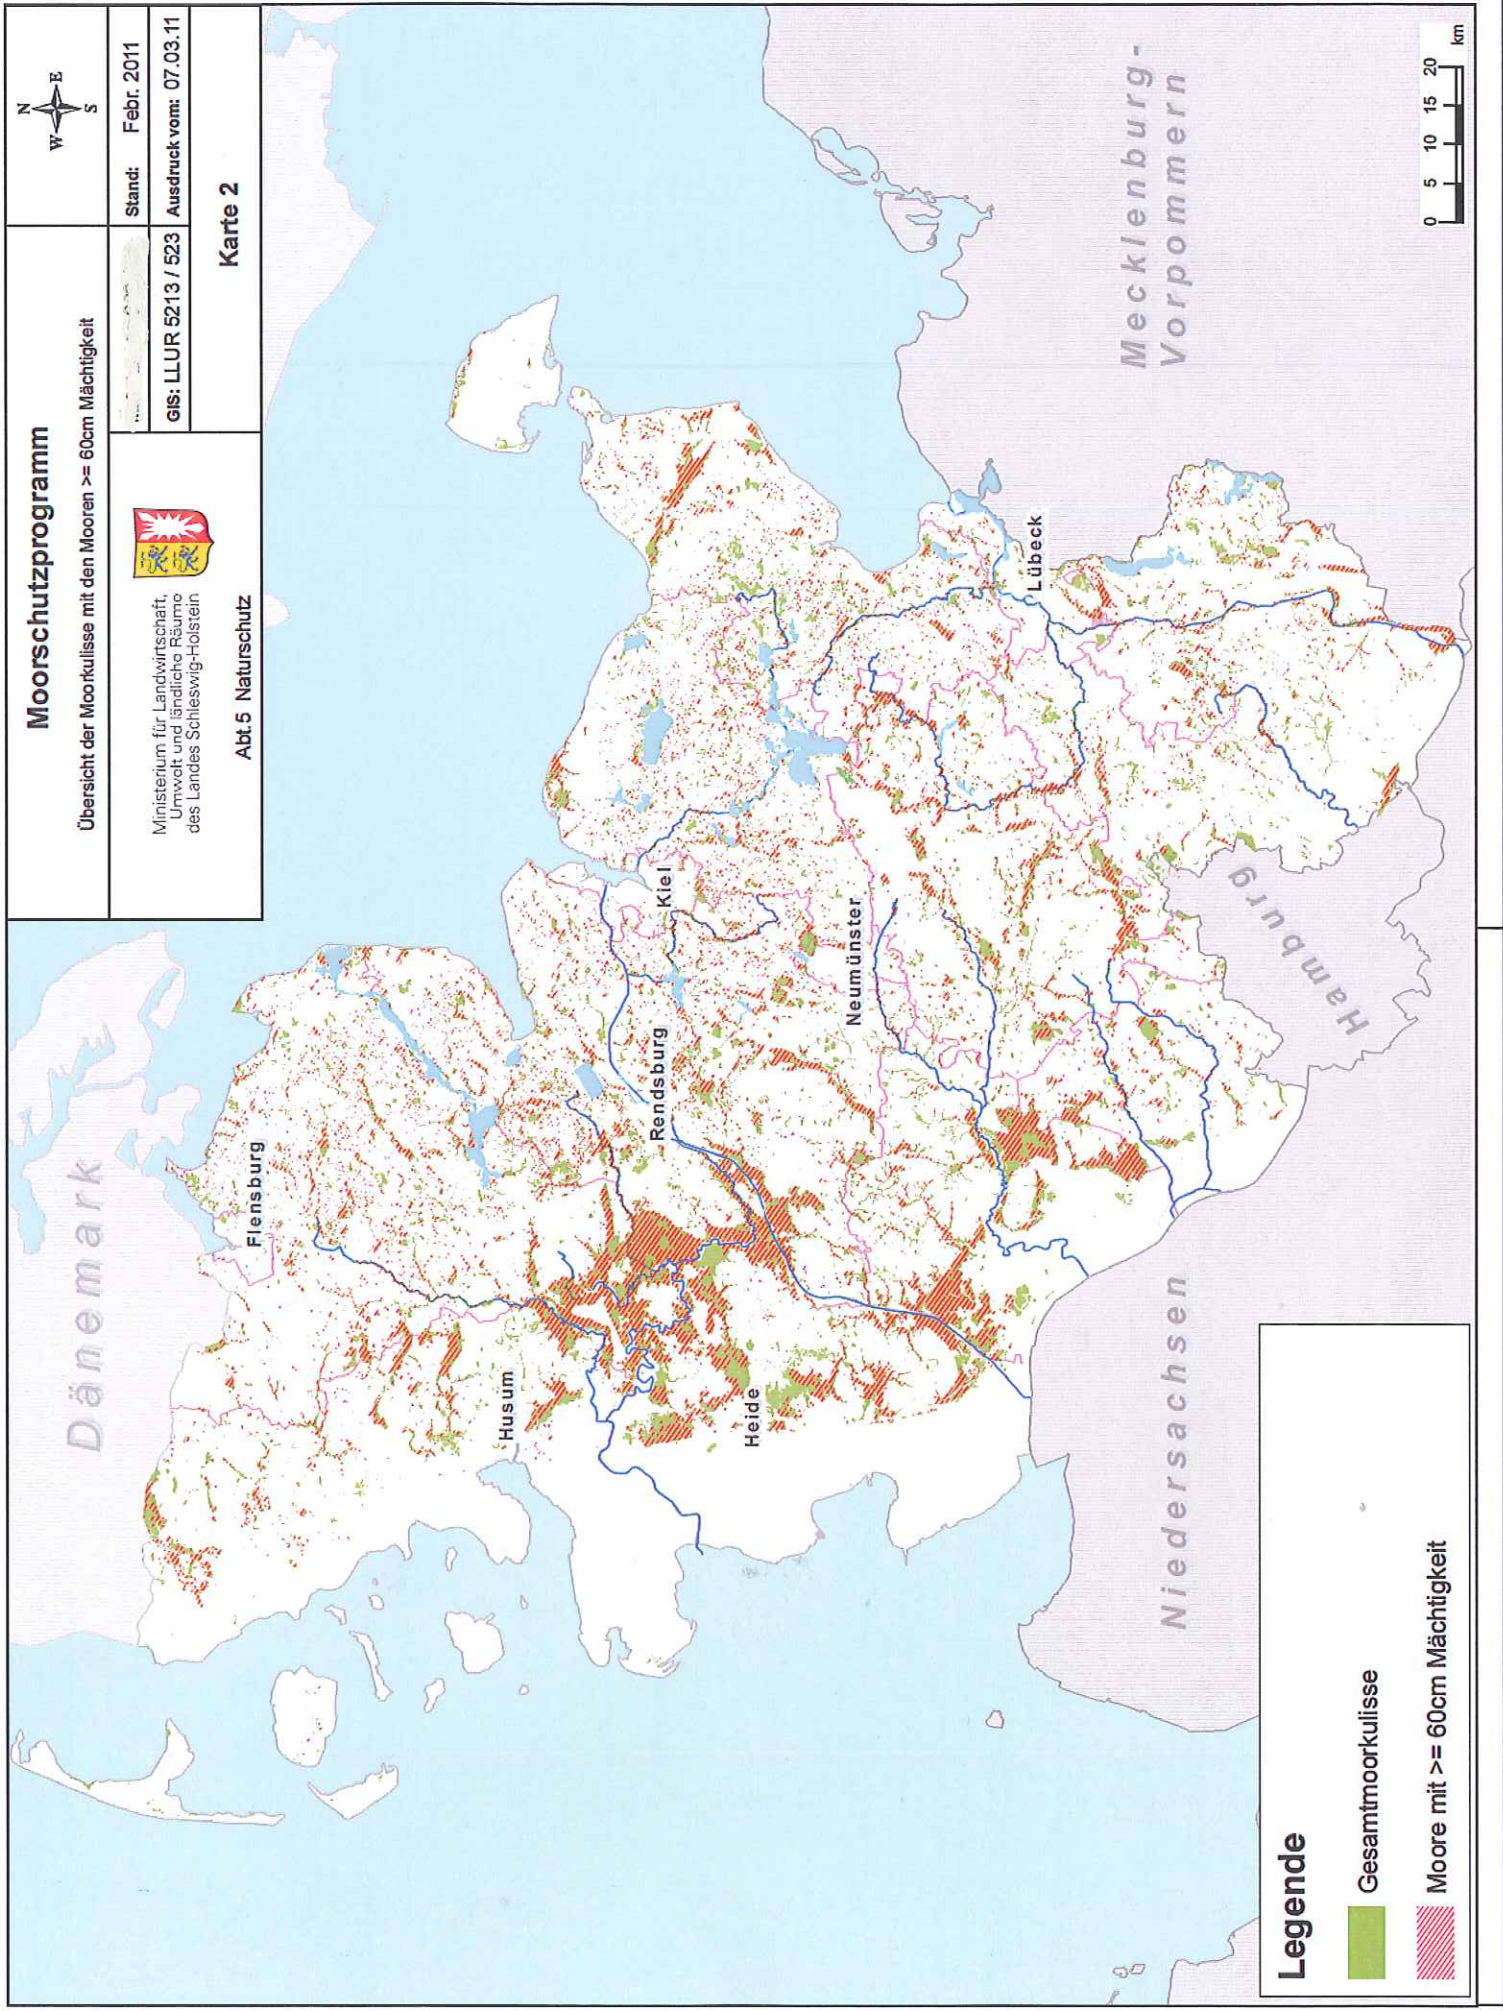 Moorschutzprogramm
Übersicht der Moorkulisse mit den Mooren >= 60cm Mächtigkeit
N
W E
S
Ministerium für Landwirtschaft,
Umwelt und ländliche Räume
des Landes Schleswig-Holstein
Abt.5 Naturschutz
Stand: Febr. 2011
GIS: LLUR 5213 / 523
Ausdruck vom: 07.03.11
Karte 2
Dänemark
Flensburg
Husum
Kiel
Rendsburg
Heide
Neumünster
Lübeck
Mecklenburg-
Vorpommern
Hamburg
Niedersachsen
0 5 10 15 20
km
Legende
Gesamtmoorkulisse
Moore mit >= 60cm Mächtigkeit